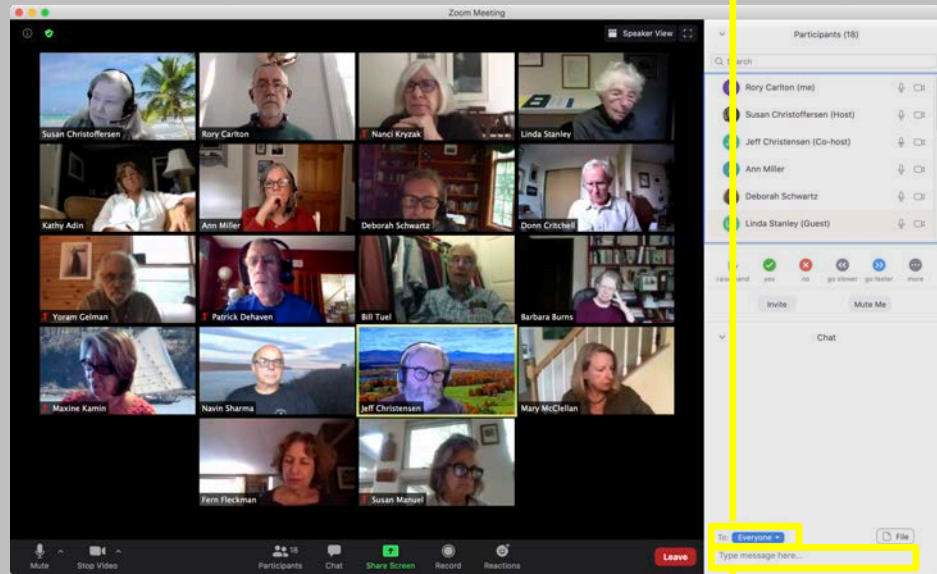 Zoom Meeting
Speaker View
Participants (18)
Search
Susan Christoffersen
Rory Carlton
Nanci Kryzak
Linda Stanley
Rory Carlton (me)
Susan Christoffersen (Host)
Jeff Christensen (Co-host)
Ann Miller
Deborah Schwartz
Linda Stanley (Guest)
Kathy Adin
Ann Miller
Deborah Schwartz
Donn Critchell
Yoram Gelman
Patrick Dehaven
Bill Tuel
Barbara Burns
raise hand yes no go slower go faster more
Invite Mute Me
Chat
Maxine Kamin
Navin Sharma
Jeff Christensen
Mary McClellan
Fern Fleckman
Susan Manuel
To: Everyone File
Type message here...
Mute Stop Video Participants 18 Chat Share Screen Record Reactions Leave